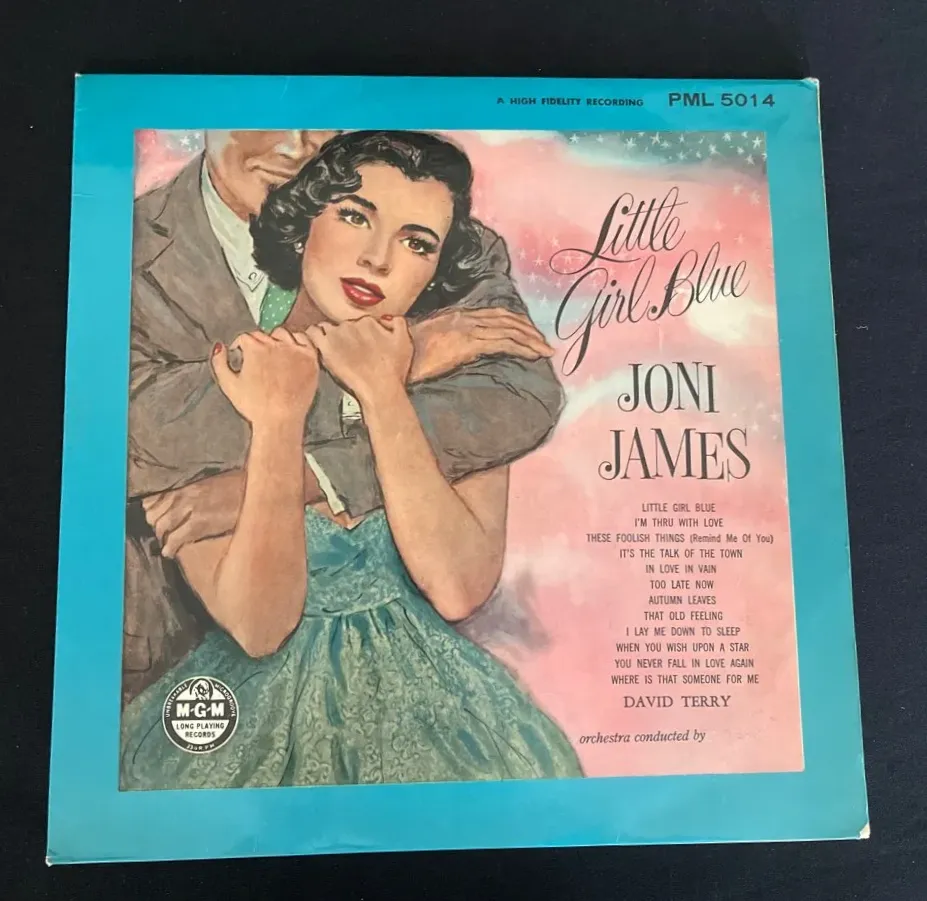 A HIGH FIDELITY RECORDING PML 5014
Little
Girl Blue
JONI
JAMES
LITTLE GIRL BLUE
I'M THRU WITH LOVE
THESE FOOLISH THINGS (Remind Me Of You)
IT'S THE TALK OF THE TOWN
IN LOVE IN VAIN
TOO LATE NOW
AUTUMN LEAVES
THAT OLD FEELING
I LAY ME DOWN TO SLEEP
WHEN YOU WISH UPON A STAR
YOU NEVER FALL IN LOVE AGAIN
WHERE IS THAT SOMEONE FOR ME
DAVID TERRY
orchestra conducted by
M-G-M
LONG PLAYING
RECORDS